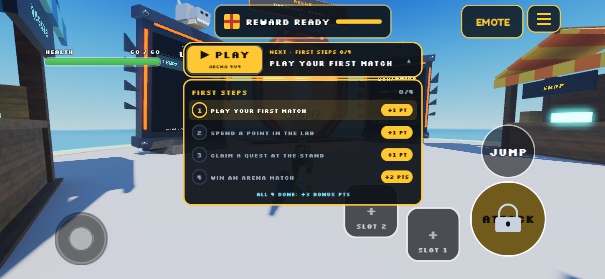 REWARD READY
EMOTE
HEALTH
60 / 60
PLAY
ARENA 4V4
NEXT · FIRST STEPS 0/4
PLAY YOUR FIRST MATCH
FIRST STEPS
0/4
1 PLAY YOUR FIRST MATCH +1 PT
2 SPEND A POINT IN THE LAB +1 PT
3 CLAIM A QUEST AT THE STAND +1 PT
4 WIN AN ARENA MATCH +2 PTS
ALL 4 DONE: +3 BONUS PTS
SHOP
JUMP
ATTACK
+
SLOT 2
+
SLOT 1